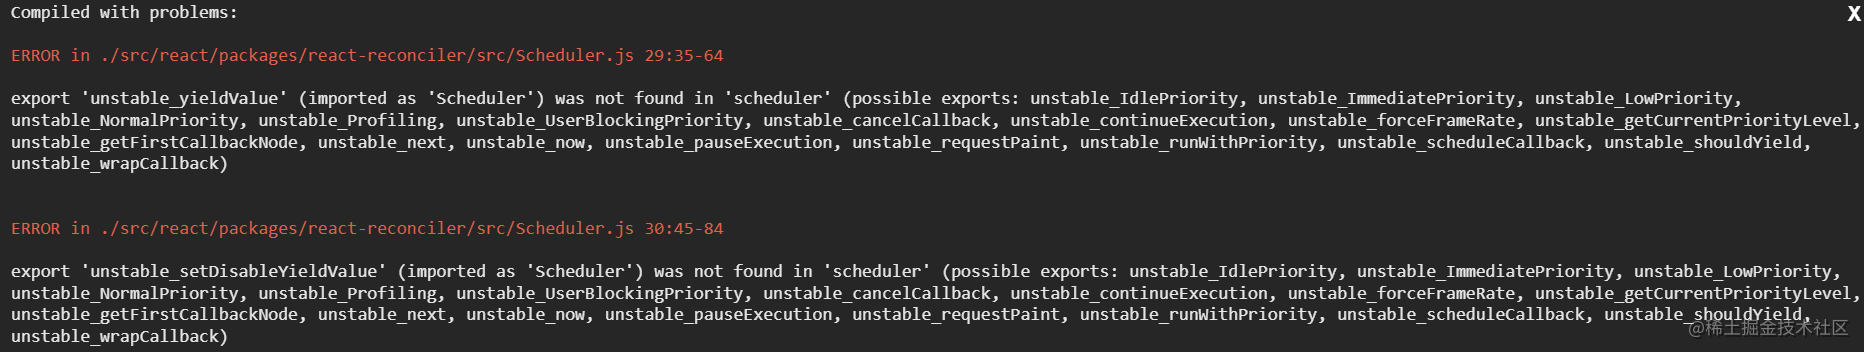 Compiled with problems:
X
ERROR in ./src/react/packages/react-reconciler/src/Scheduler.js 29:35-64
export 'unstable_yieldValue' (imported as 'Scheduler') was not found in 'scheduler' (possible exports: unstable_IdlePriority, unstable_ImmediatePriority, unstable_LowPriority,
unstable_NormalPriority, unstable_Profiling, unstable_UserBlockingPriority, unstable_cancelCallback, unstable_continueExecution, unstable_forceFrameRate, unstable_getCurrentPriorityLevel,
unstable_getFirstCallbackNode, unstable_next, unstable_now, unstable_pauseExecution, unstable_requestPaint, unstable_runWithPriority, unstable_scheduleCallback, unstable_shouldYield,
unstable_wrapCallback)
ERROR in ./src/react/packages/react-reconciler/src/Scheduler.js 30:45-84
export 'unstable_setDisableYieldValue' (imported as 'Scheduler') was not found in 'scheduler' (possible exports: unstable_IdlePriority, unstable_ImmediatePriority, unstable_LowPriority,
unstable_NormalPriority, unstable_Profiling, unstable_UserBlockingPriority, unstable_cancelCallback, unstable_continueExecution, unstable_forceFrameRate, unstable_getCurrentPriorityLevel,
unstable_getFirstCallbackNode, unstable_next, unstable_now, unstable_pauseExecution, unstable_requestPaint, unstable_runWithPriority, unstable_scheduleCallback, unstable_shouldYield,
unstable_wrapCallback)
@稀土掘金技术社区